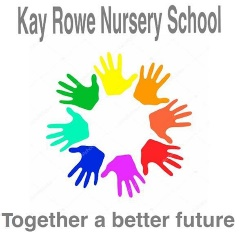 Kay Rowe Nursery School
Together a better future